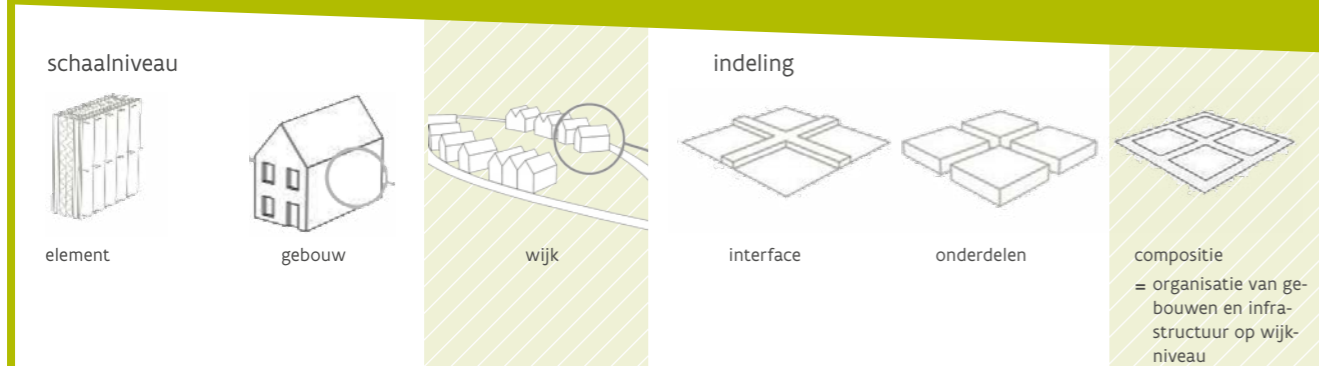 schaalniveau
indeling
element
gebouw
wijk
interface
onderdelen
compositie
= organisatie van ge-
bouwen en infra-
structuur op wijk-
niveau